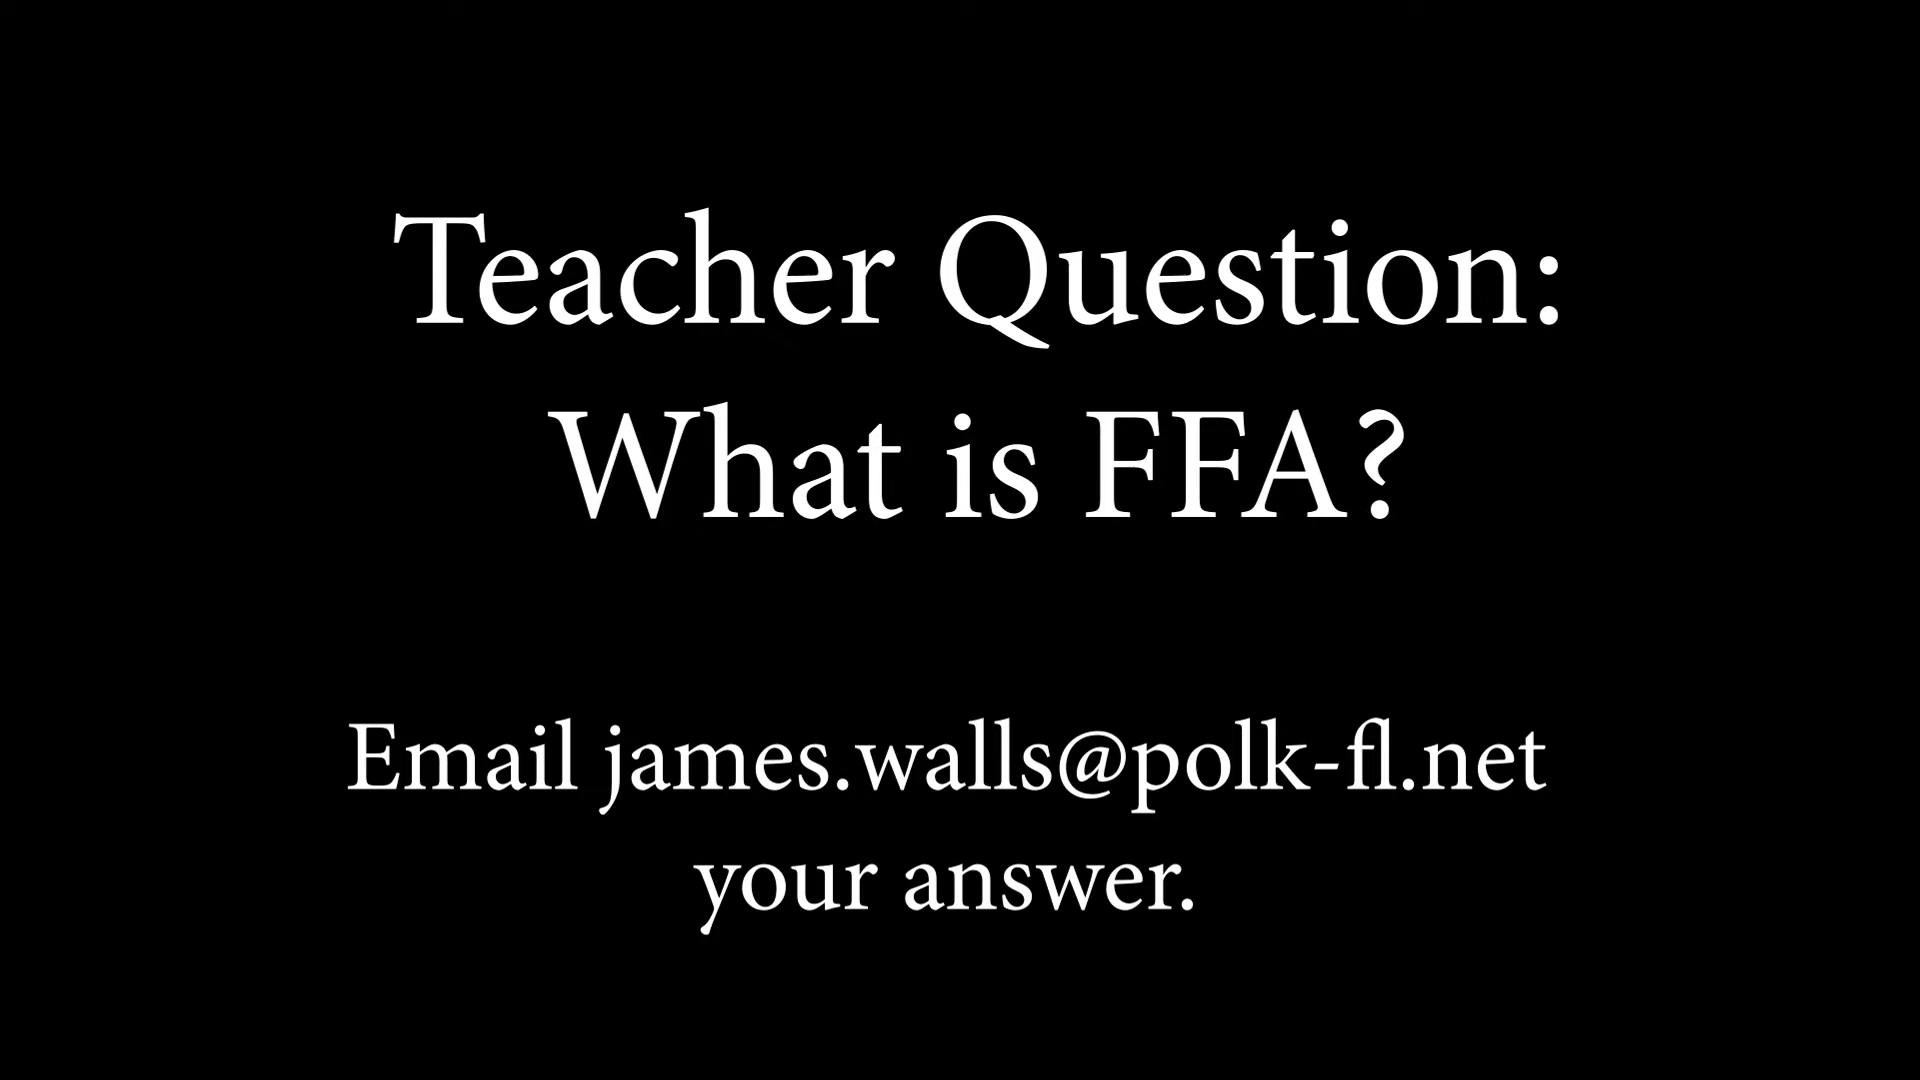 Teacher Question:
What is FFA?
Email james.walls@polk-fl.net
your answer.